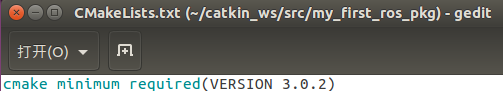 CMakeLists.txt (~/catkin_ws/src/my_first_ros_pkg) - gedit
打开(O)
cmake_minimum_required(VERSION 3.0.2)